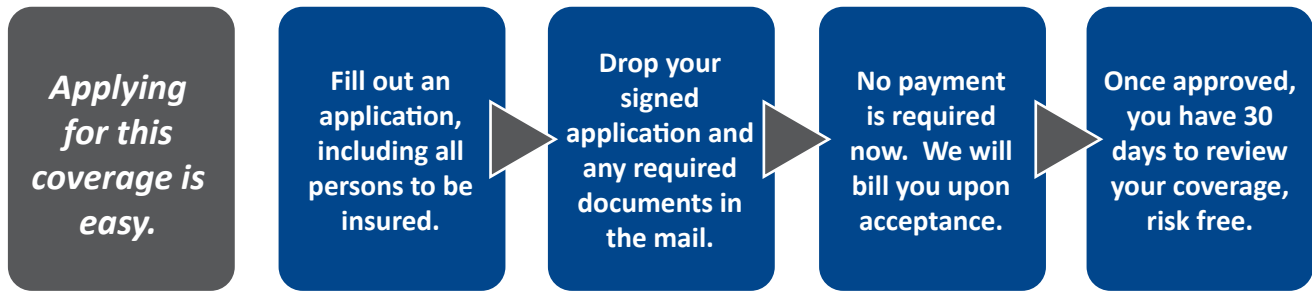 Applying
for this
coverage is
easy.
Fill out an
application,
including all
persons to be
insured.
Drop your
signed
application and
any required
documents in
the mail.
No payment
is required
now.  We will
bill you upon
acceptance.
Once approved,
you have 30
days to review
your coverage,
risk free.